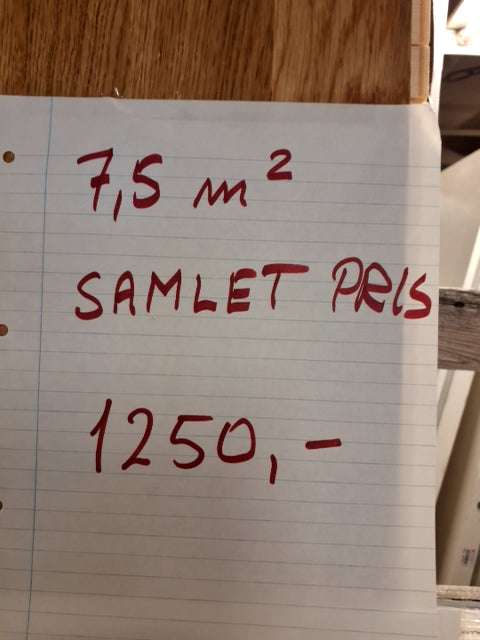 7,5 m²
SAMLET PRIS
1250,-